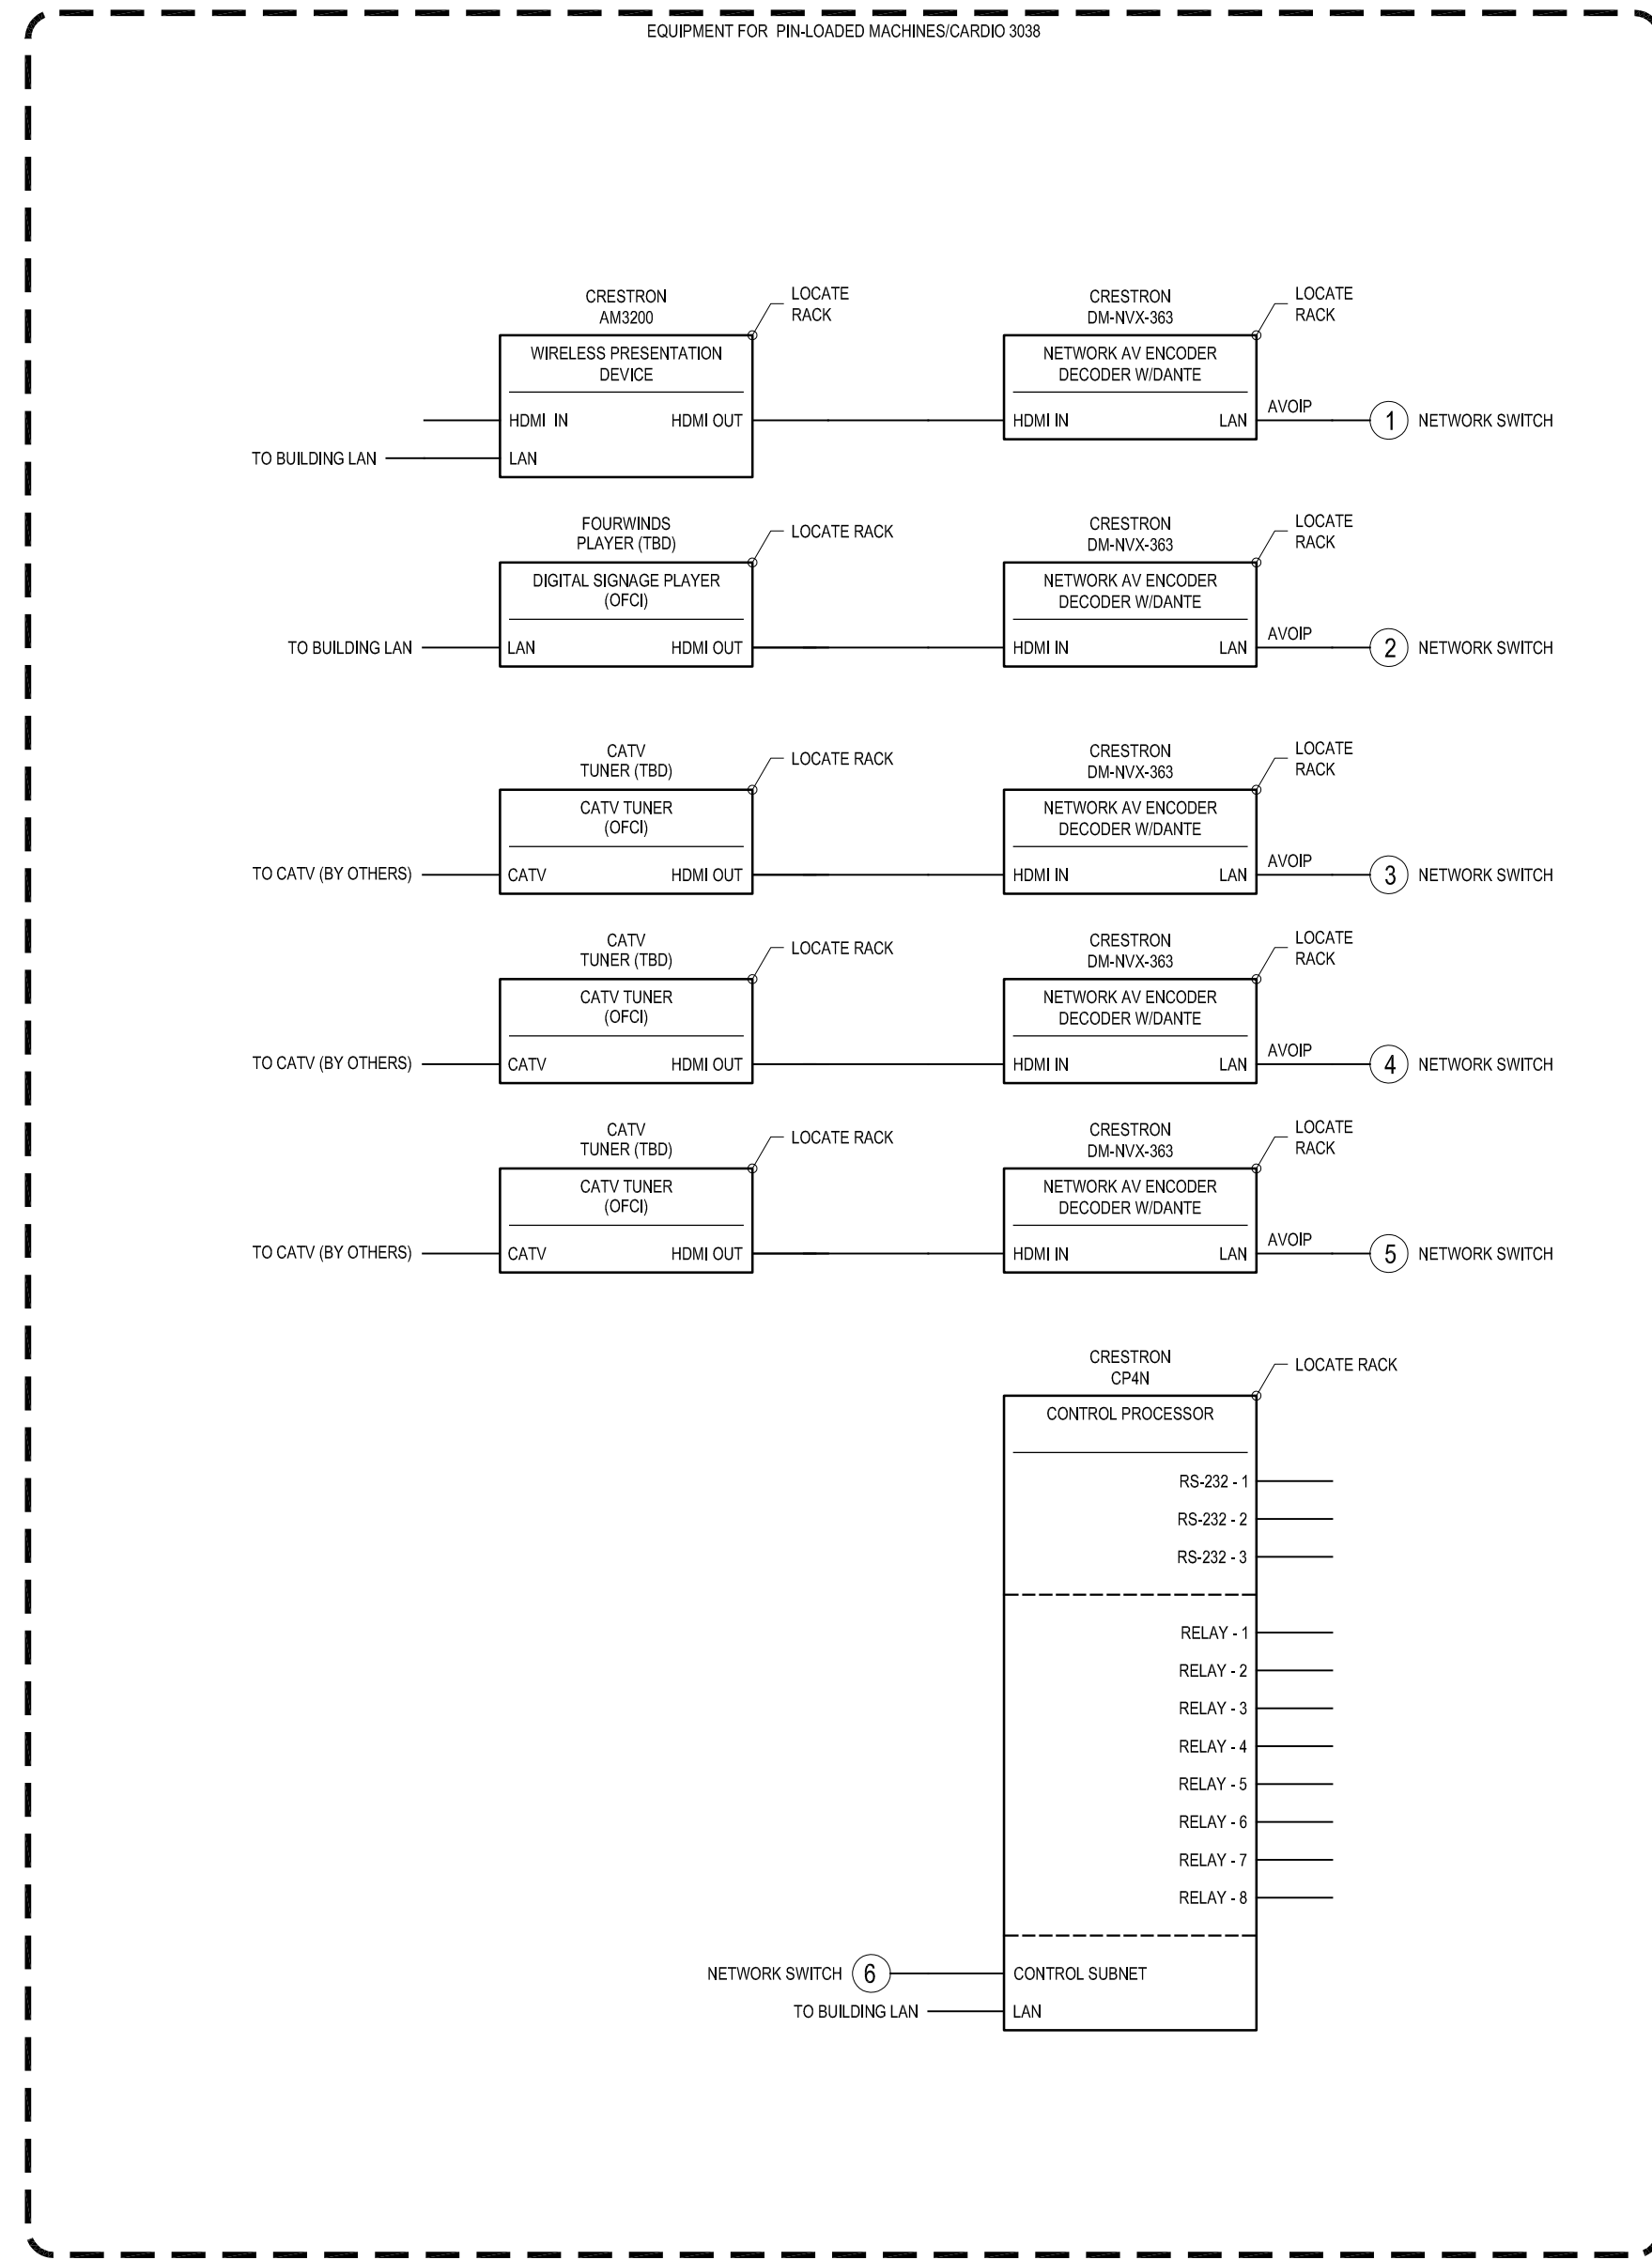 EQUIPMENT FOR PIN-LOADED MACHINES/CARDIO 3038
CRESTRON
AM3200
LOCATE
RACK
WIRELESS PRESENTATION
DEVICE
HDMI IN
HDMI OUT
TO BUILDING LAN
LAN
CRESTRON
DM-NVX-363
LOCATE
RACK
NETWORK AV ENCODER
DECODER W/DANTE
HDMI IN
LAN
AVOIP
1
NETWORK SWITCH
FOURWINDS
PLAYER (TBD)
LOCATE RACK
DIGITAL SIGNAGE PLAYER
(OFCI)
TO BUILDING LAN
LAN
HDMI OUT
CRESTRON
DM-NVX-363
LOCATE
RACK
NETWORK AV ENCODER
DECODER W/DANTE
HDMI IN
LAN
AVOIP
2
NETWORK SWITCH
CATV
TUNER (TBD)
LOCATE RACK
CATV TUNER
(OFCI)
TO CATV (BY OTHERS)
CATV
HDMI OUT
CRESTRON
DM-NVX-363
LOCATE
RACK
NETWORK AV ENCODER
DECODER W/DANTE
HDMI IN
LAN
AVOIP
3
NETWORK SWITCH
CATV
TUNER (TBD)
LOCATE RACK
CATV TUNER
(OFCI)
TO CATV (BY OTHERS)
CATV
HDMI OUT
CRESTRON
DM-NVX-363
LOCATE
RACK
NETWORK AV ENCODER
DECODER W/DANTE
HDMI IN
LAN
AVOIP
4
NETWORK SWITCH
CATV
TUNER (TBD)
LOCATE RACK
CATV TUNER
(OFCI)
TO CATV (BY OTHERS)
CATV
HDMI OUT
CRESTRON
DM-NVX-363
LOCATE
RACK
NETWORK AV ENCODER
DECODER W/DANTE
HDMI IN
LAN
AVOIP
5
NETWORK SWITCH
CRESTRON
CP4N
LOCATE RACK
CONTROL PROCESSOR
RS-232 - 1
RS-232 - 2
RS-232 - 3
RELAY - 1
RELAY - 2
RELAY - 3
RELAY - 4
RELAY - 5
RELAY - 6
RELAY - 7
RELAY - 8
NETWORK SWITCH
6
CONTROL SUBNET
TO BUILDING LAN
LAN